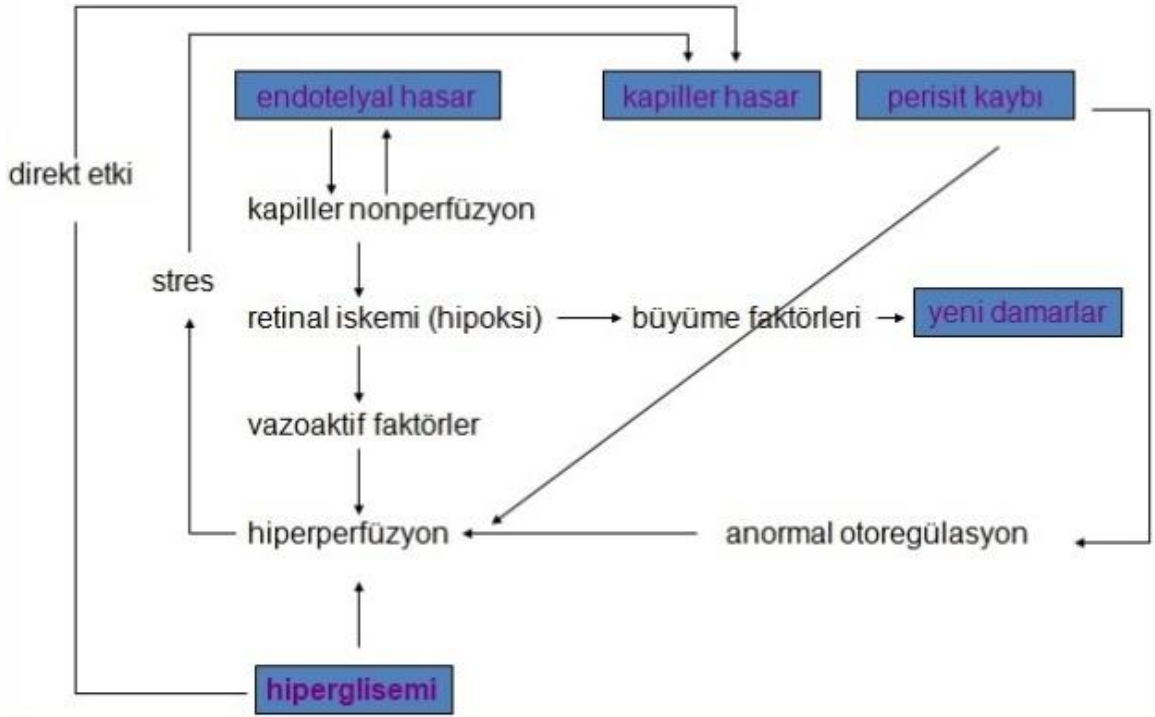 endotelyal hasar
kapiller hasar
perisit kaybı
direkt etki
kapiller nonperfüzyon
stres
retinal iskemi (hipoksi)
büyüme faktörleri
yeni damarlar
vazoaktif faktörler
hiperperfüzyon
anormal otoregülasyon
hiperglisemi